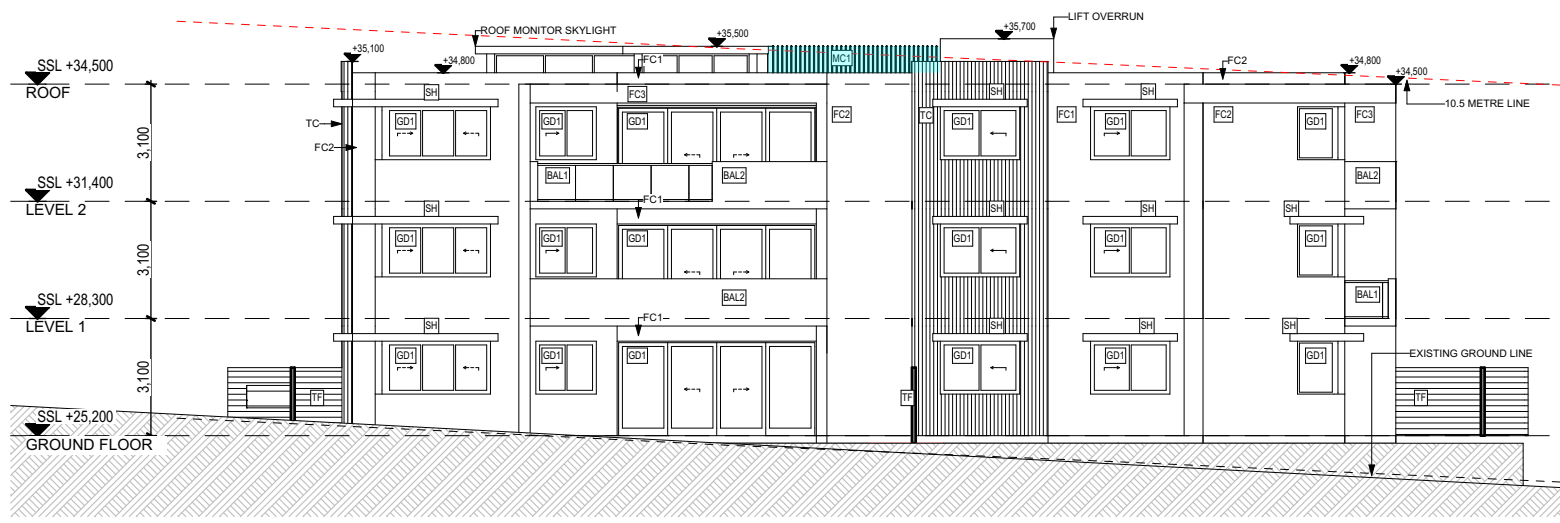 +35,700
LIFT OVERRUN
ROOF MONITOR SKYLIGHT
+35,500
+35,100
FC1
MC1
FC2
SSL +34,500
+34,800
+34,800
+34,500
ROOF
SH
FC3
SH
SH
10.5 METRE LINE
TC
GD1
GD1
GD1
FC2
TC
GD1
FC1
GD1
FC2
GD1
FC3
3,100
FC2
SSL +31,400
BAL1
BAL2
BAL2
LEVEL 2
FC1
SH
SH
SH
SH
GD1
GD1
GD1
GD1
GD1
GD1
3,100
SSL +28,300
BAL2
BAL1
LEVEL 1
FC1
SH
SH
SH
SH
GD1
GD1
GD1
GD1
GD1
GD1
EXISTING GROUND LINE
3,100
TF
TF
TF
SSL +25,200
GROUND FLOOR